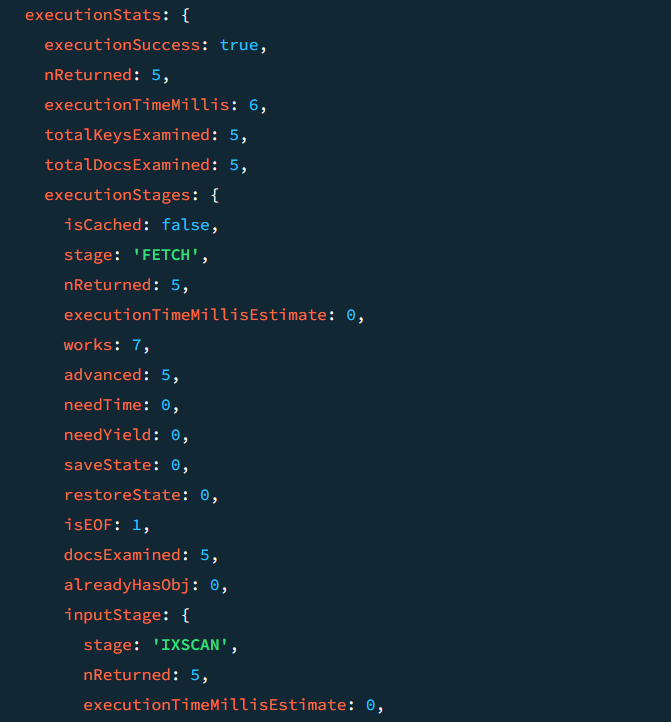 executionStats: {
executionSuccess: true,
nReturned: 5,
executionTimeMillis: 6,
totalKeysExamined: 5,
totalDocsExamined: 5,
executionStages: {
isCached: false,
stage: 'FETCH',
nReturned: 5,
executionTimeMillisEstimate: 0,
works: 7,
advanced: 5,
needTime: 0,
needYield: 0,
saveState: 0,
restoreState: 0,
isEOF: 1,
docsExamined: 5,
alreadyHasObj: 0,
inputStage: {
stage: 'IXSCAN',
nReturned: 5,
executionTimeMillisEstimate: 0,